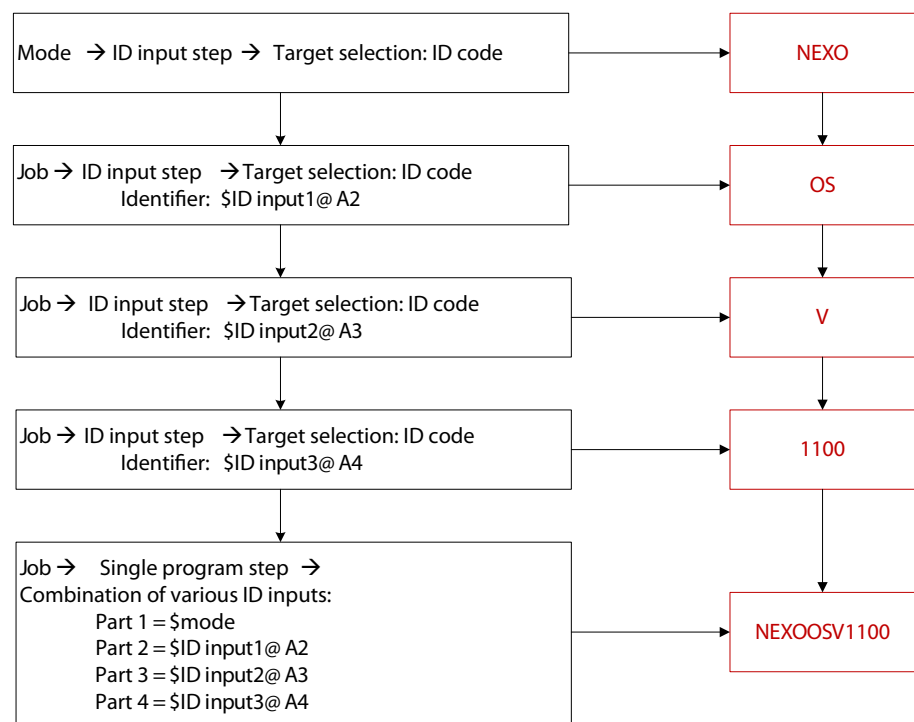 Mode → ID input step → Target selection: ID code
NEXO
Job → ID input step → Target selection: ID code
Identifier: $ID input1@ A2
OS
Job → ID input step → Target selection: ID code
Identifier: $ID input2@ A3
V
Job → ID input step → Target selection: ID code
Identifier: $ID input3@ A4
1100
Job → Single program step →
Combination of various ID inputs:
Part 1 = $mode
Part 2 = $ID input1@ A2
Part 3 = $ID input2@ A3
Part 4 = $ID input3@ A4
NEXOOSV1100